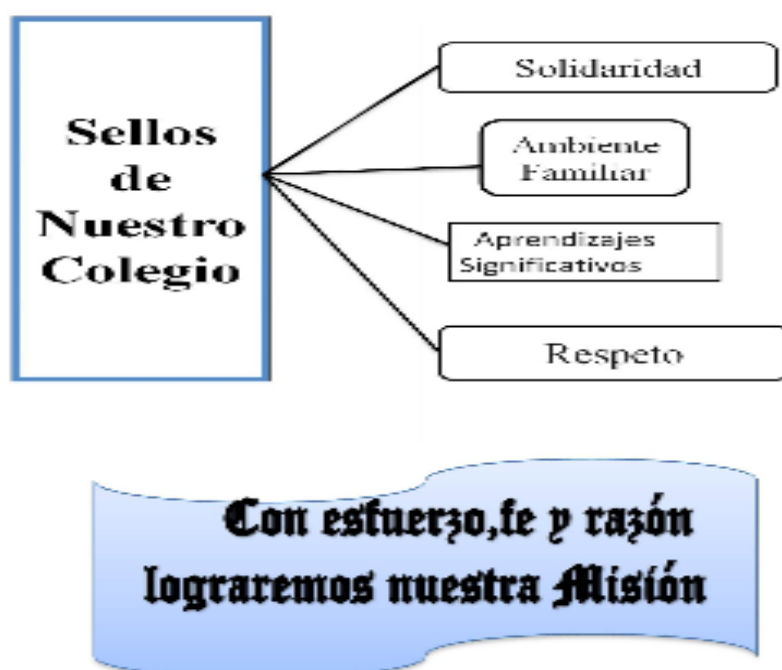 Sellos
de
Nuestro
Colegio
Solidaridad
Ambiente
Familiar
Aprendizajes
Significativos
Respeto
Con esfuerzo,fe y razón
lograremos nuestra Misión